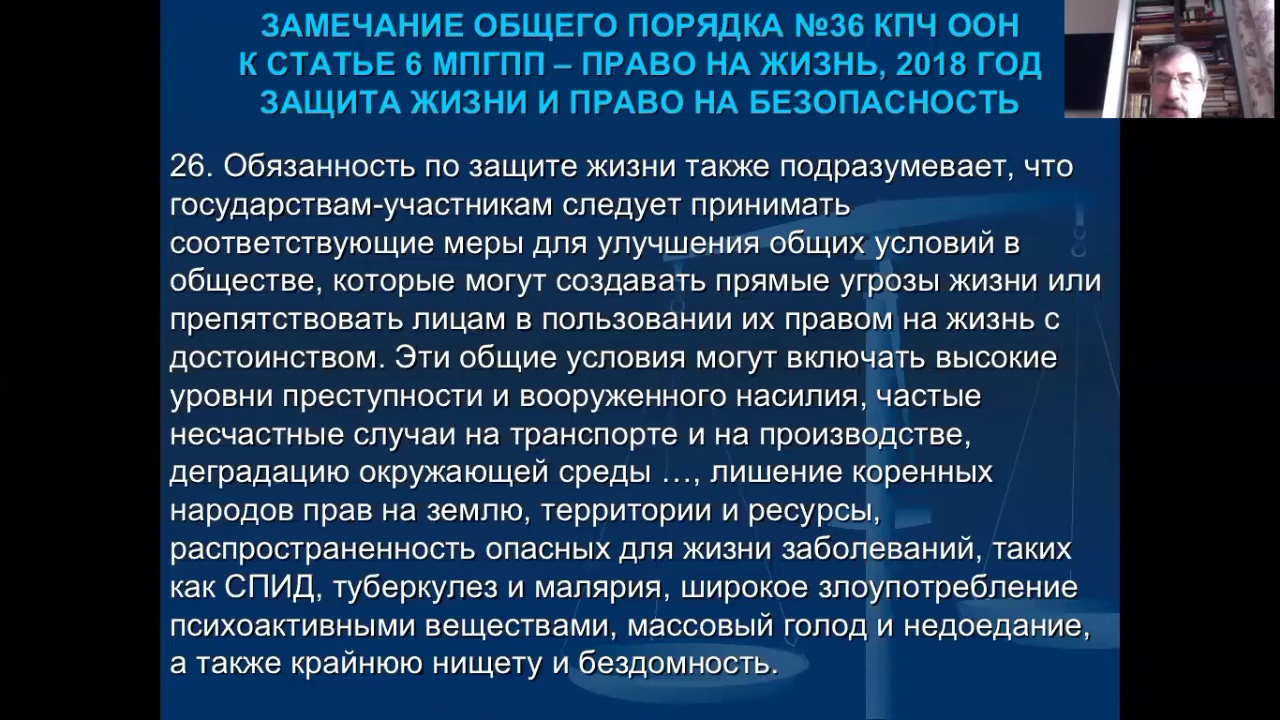 ЗАМЕЧАНИЕ ОБЩЕГО ПОРЯДКА №36 КПЧ ООН
К СТАТЬЕ 6 МПГПП – ПРАВО НА ЖИЗНЬ, 2018 ГОД
ЗАЩИТА ЖИЗНИ И ПРАВО НА БЕЗОПАСНОСТЬ
26. Обязанность по защите жизни также подразумевает, что
государствам-участникам следует принимать
соответствующие меры для улучшения общих условий в
обществе, которые могут создавать прямые угрозы жизни или
препятствовать лицам в пользовании их правом на жизнь с
достоинством. Эти общие условия могут включать высокие
уровни преступности и вооруженного насилия, частые
несчастные случаи на транспорте и на производстве,
деградацию окружающей среды …, лишение коренных
народов прав на землю, территории и ресурсы,
распространенность опасных для жизни заболеваний, таких
как СПИД, туберкулез и малярия, широкое злоупотребление
психоактивными веществами, массовый голод и недоедание,
а также крайнюю нищету и бездомность.